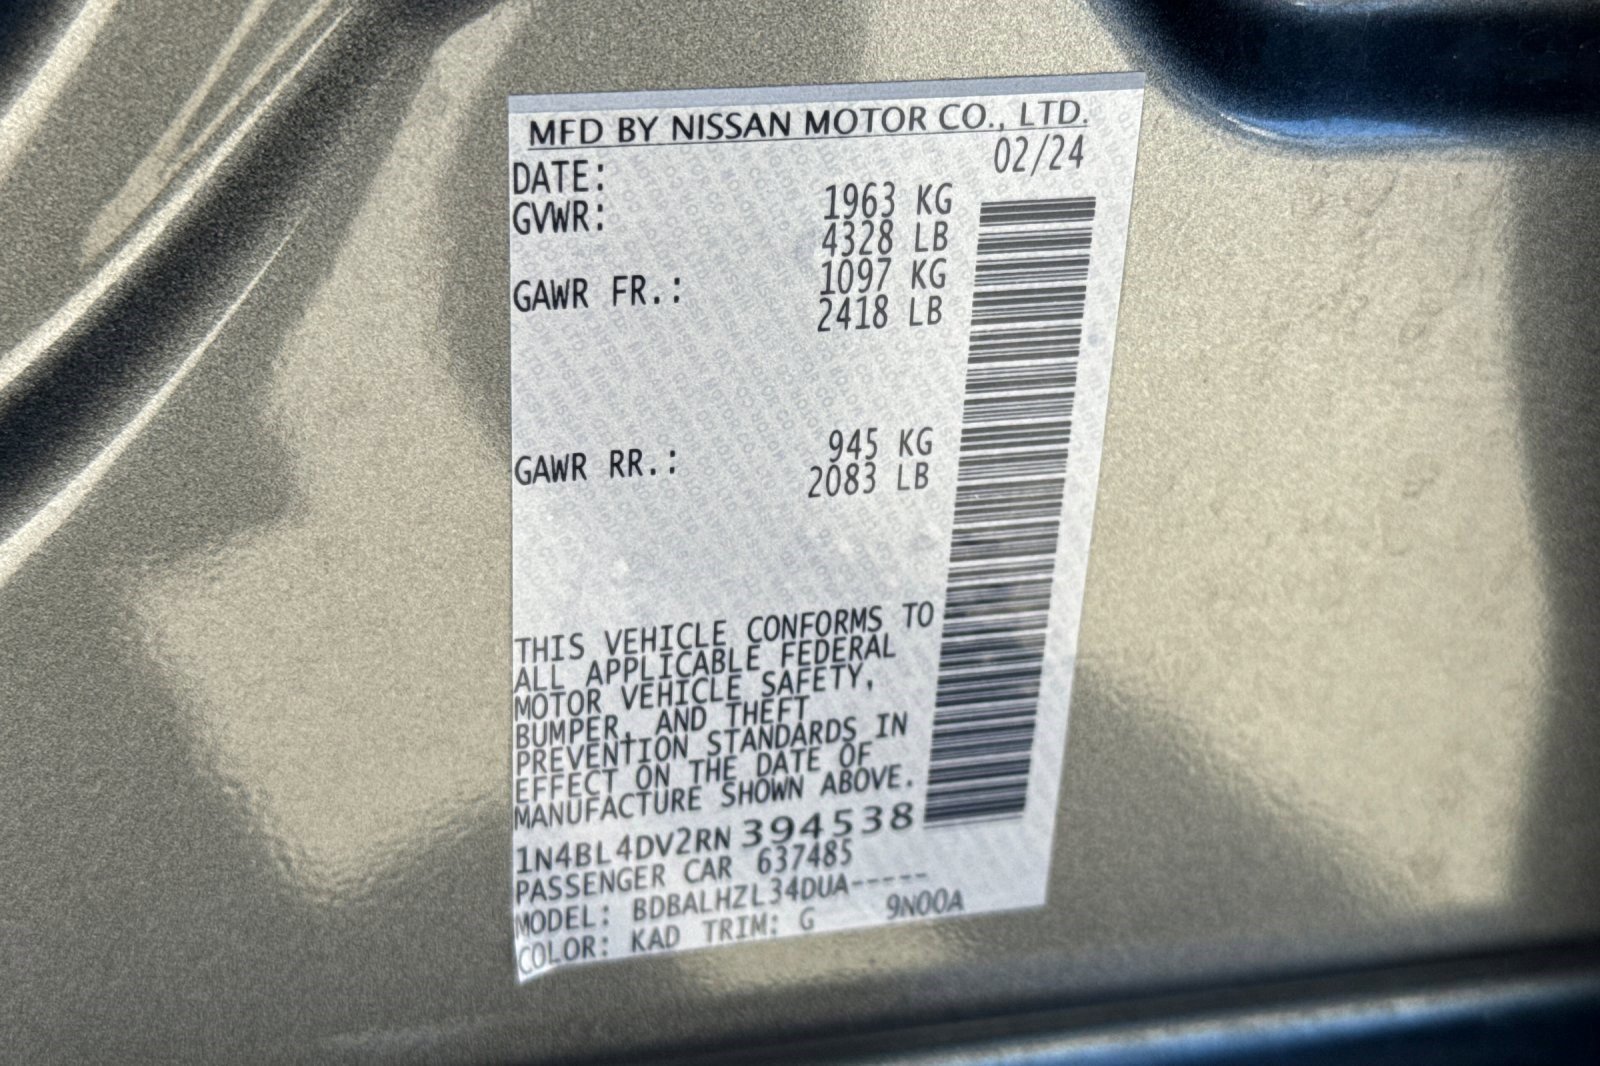 MFD BY NISSAN MOTOR CO., LTD.
DATE: 02/24
GVWR: 1963 KG
4328 LB
GAWR FR.: 1097 KG
2418 LB
GAWR RR.: 945 KG
2083 LB
THIS VEHICLE CONFORMS TO
ALL APPLICABLE FEDERAL
MOTOR VEHICLE SAFETY,
BUMPER, AND THEFT
PREVENTION STANDARDS IN
EFFECT ON THE DATE OF
MANUFACTURE SHOWN ABOVE.
1N4BL4DV2RN394538
PASSENGER CAR 637485
MODEL: BDBALHZL34DUA-----
COLOR: KAD TRIM: G 9N00A